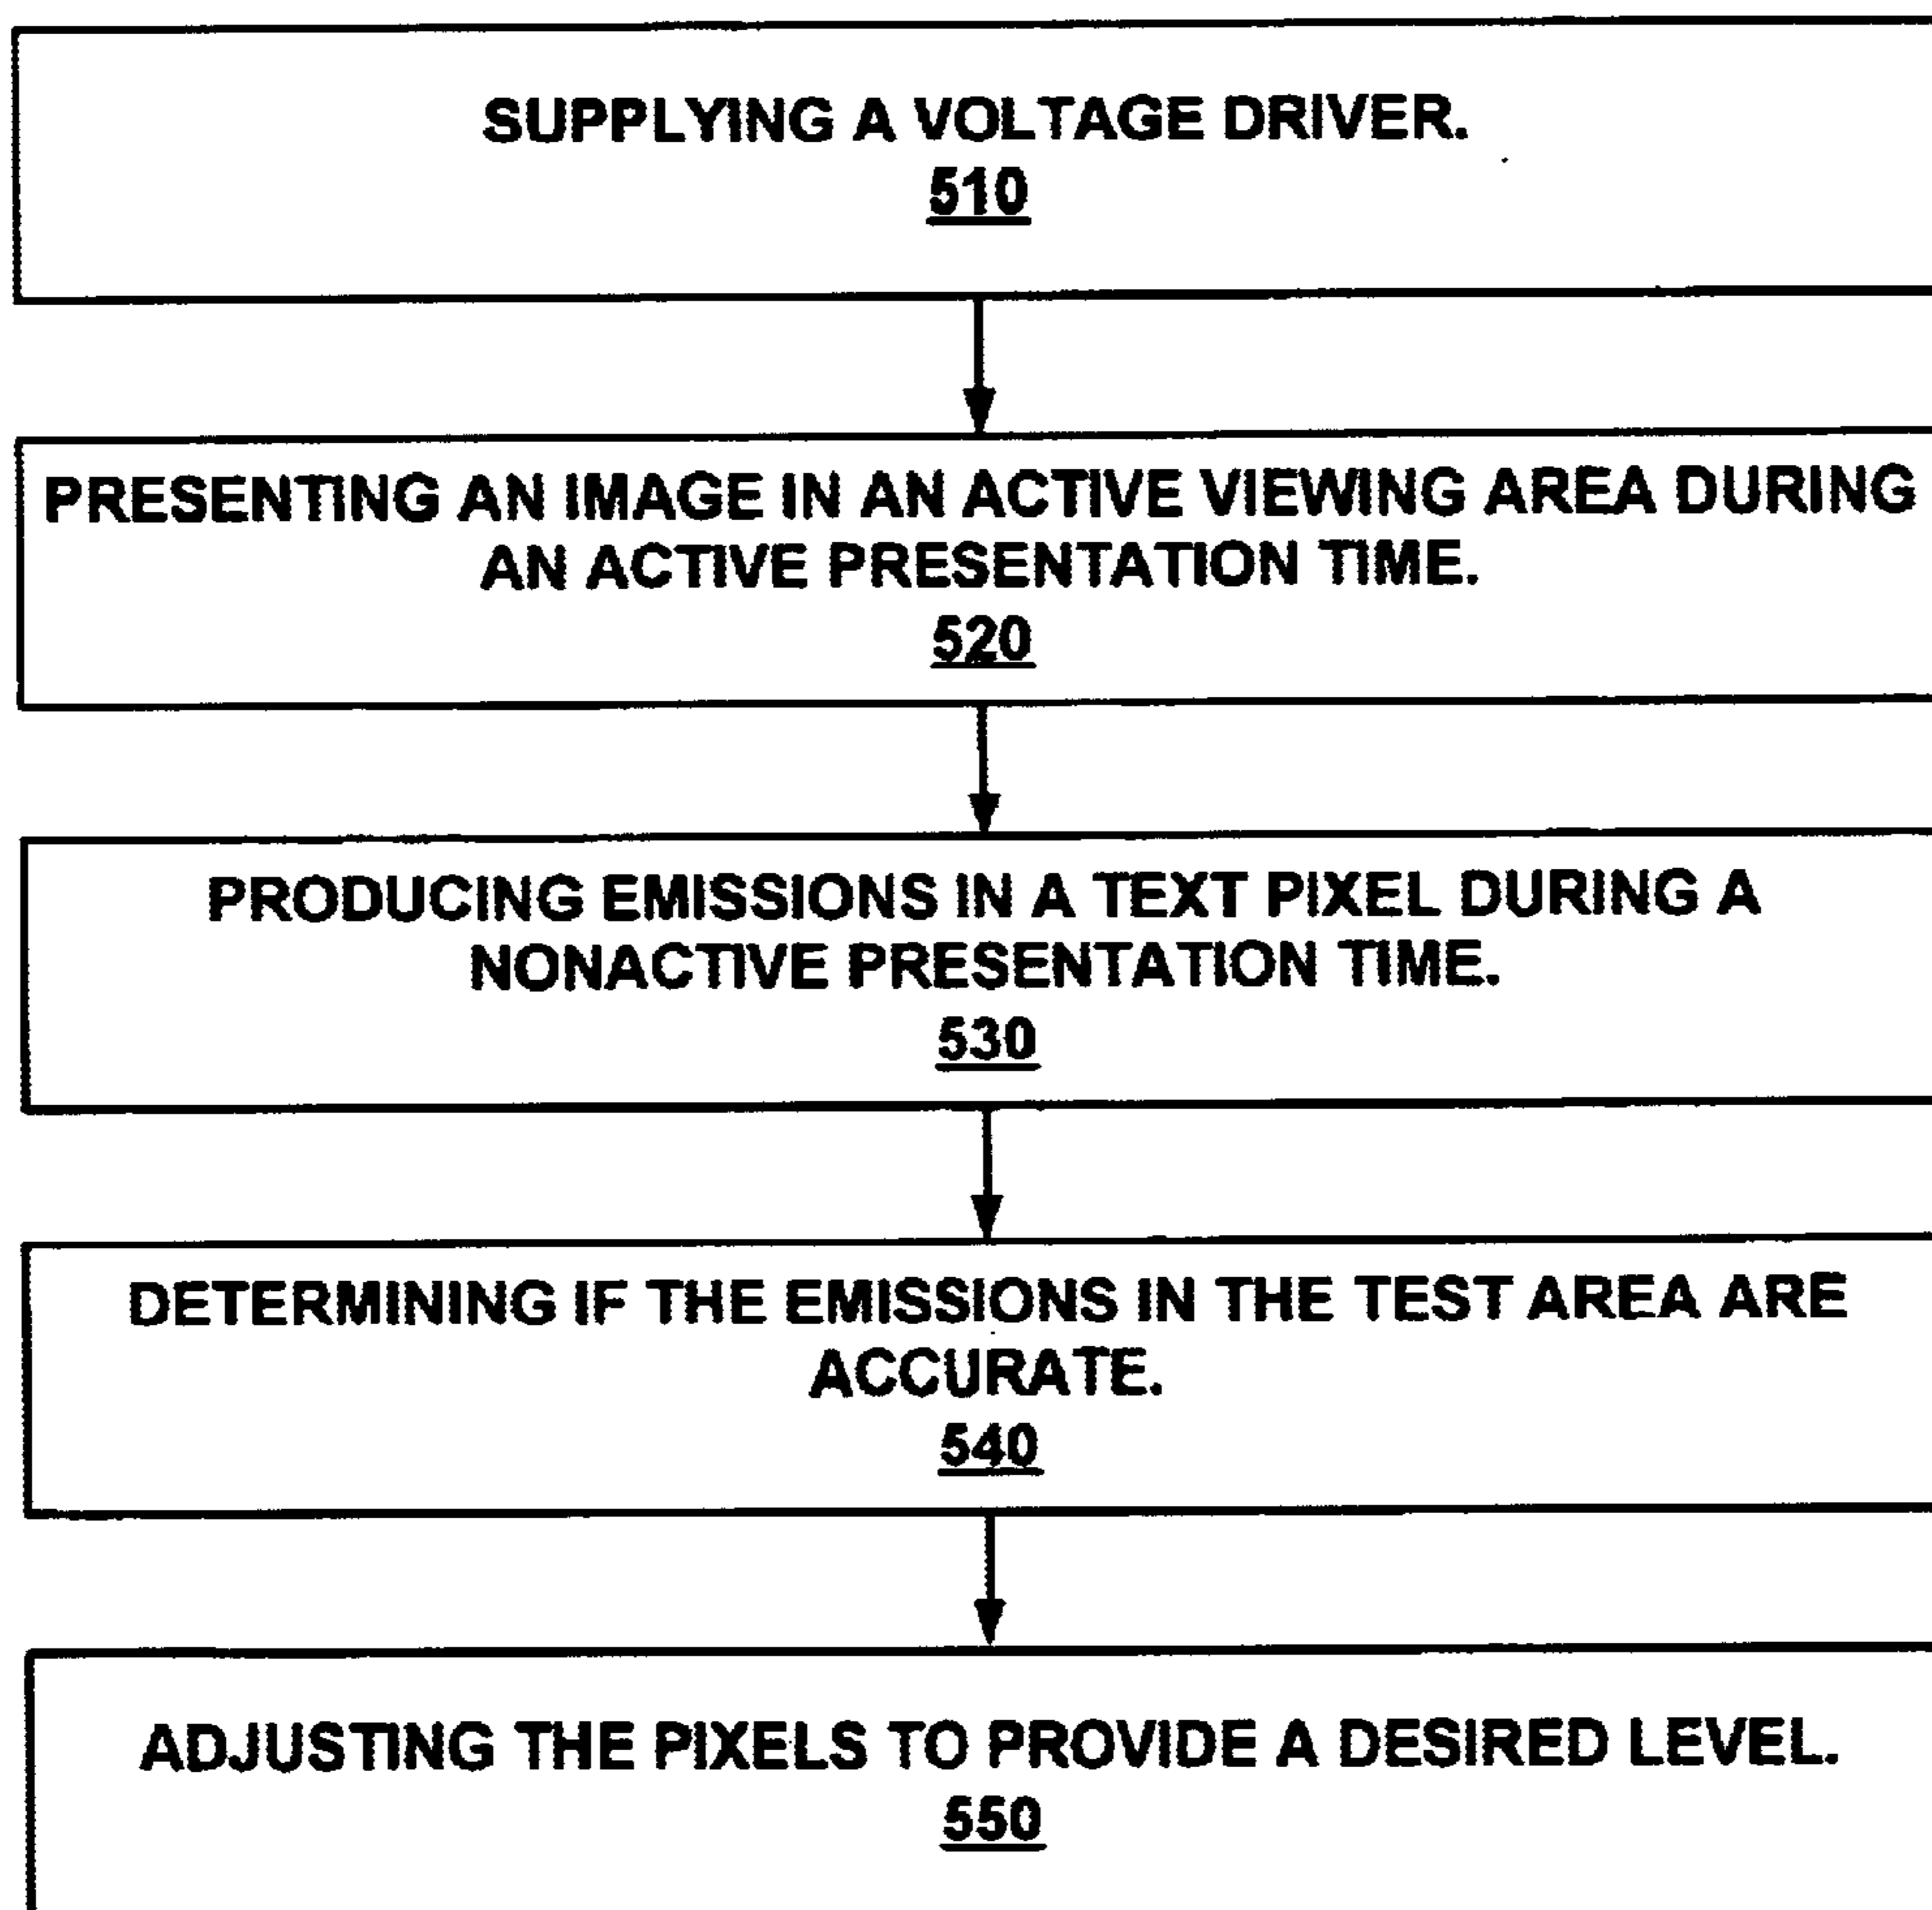 SUPPLYING A VOLTAGE DRIVER.
510
PRESENTING AN IMAGE IN AN ACTIVE VIEWING AREA DURING
AN ACTIVE PRESENTATION TIME.
520
PRODUCING EMISSIONS IN A TEXT PIXEL DURING A
NONACTIVE PRESENTATION TIME.
530
DETERMINING IF THE EMISSIONS IN THE TEST AREA ARE
ACCURATE.
540
ADJUSTING THE PIXELS TO PROVIDE A DESIRED LEVEL.
550